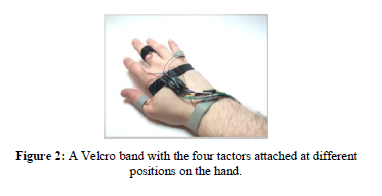 Figure 2: A Velcro band with the four tactors attached at different
positions on the hand.